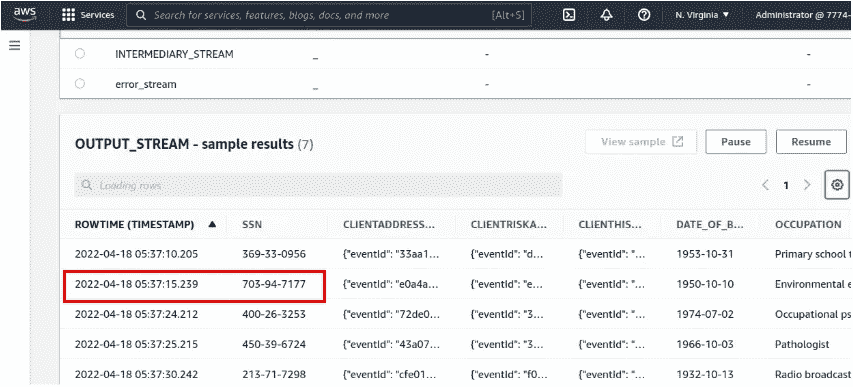 aws Services Search for services, features, blogs, docs, and more [Alt+S] N. Virginia Administrator @ 7774-
INTERMEDIARY_STREAM - - -
error_stream - - -
OUTPUT_STREAM - sample results (7) View sample Pause Resume
Loading rows 1
ROWTIME (TIMESTAMP) SSN CLIENTADDRESS... CLIENTRISKA... CLIENTHIS... DATE_OF_B... OCCUPATION
2022-04-18 05:37:10.205 369-33-0956 {"eventId": "33aa1... {"eventId": "d... {"eventId": "... 1953-10-31 Primary school t
2022-04-18 05:37:15.239 703-94-7177 {"eventId": "e0a4a... {"eventId": "e... {"eventId": "... 1950-10-10 Environmental e
2022-04-18 05:37:24.212 400-26-3253 {"eventId": "72de0... {"eventId": "3... {"eventId": "... 1974-07-02 Occupational ps
2022-04-18 05:37:25.215 450-39-6724 {"eventId": "43a07... {"eventId": "3... {"eventId": "... 1966-10-03 Pathologist
2022-04-18 05:37:30.242 213-71-7298 {"eventId": "cfe01... {"eventId": "f0... {"eventId": "... 1932-10-13 Radio broadcast